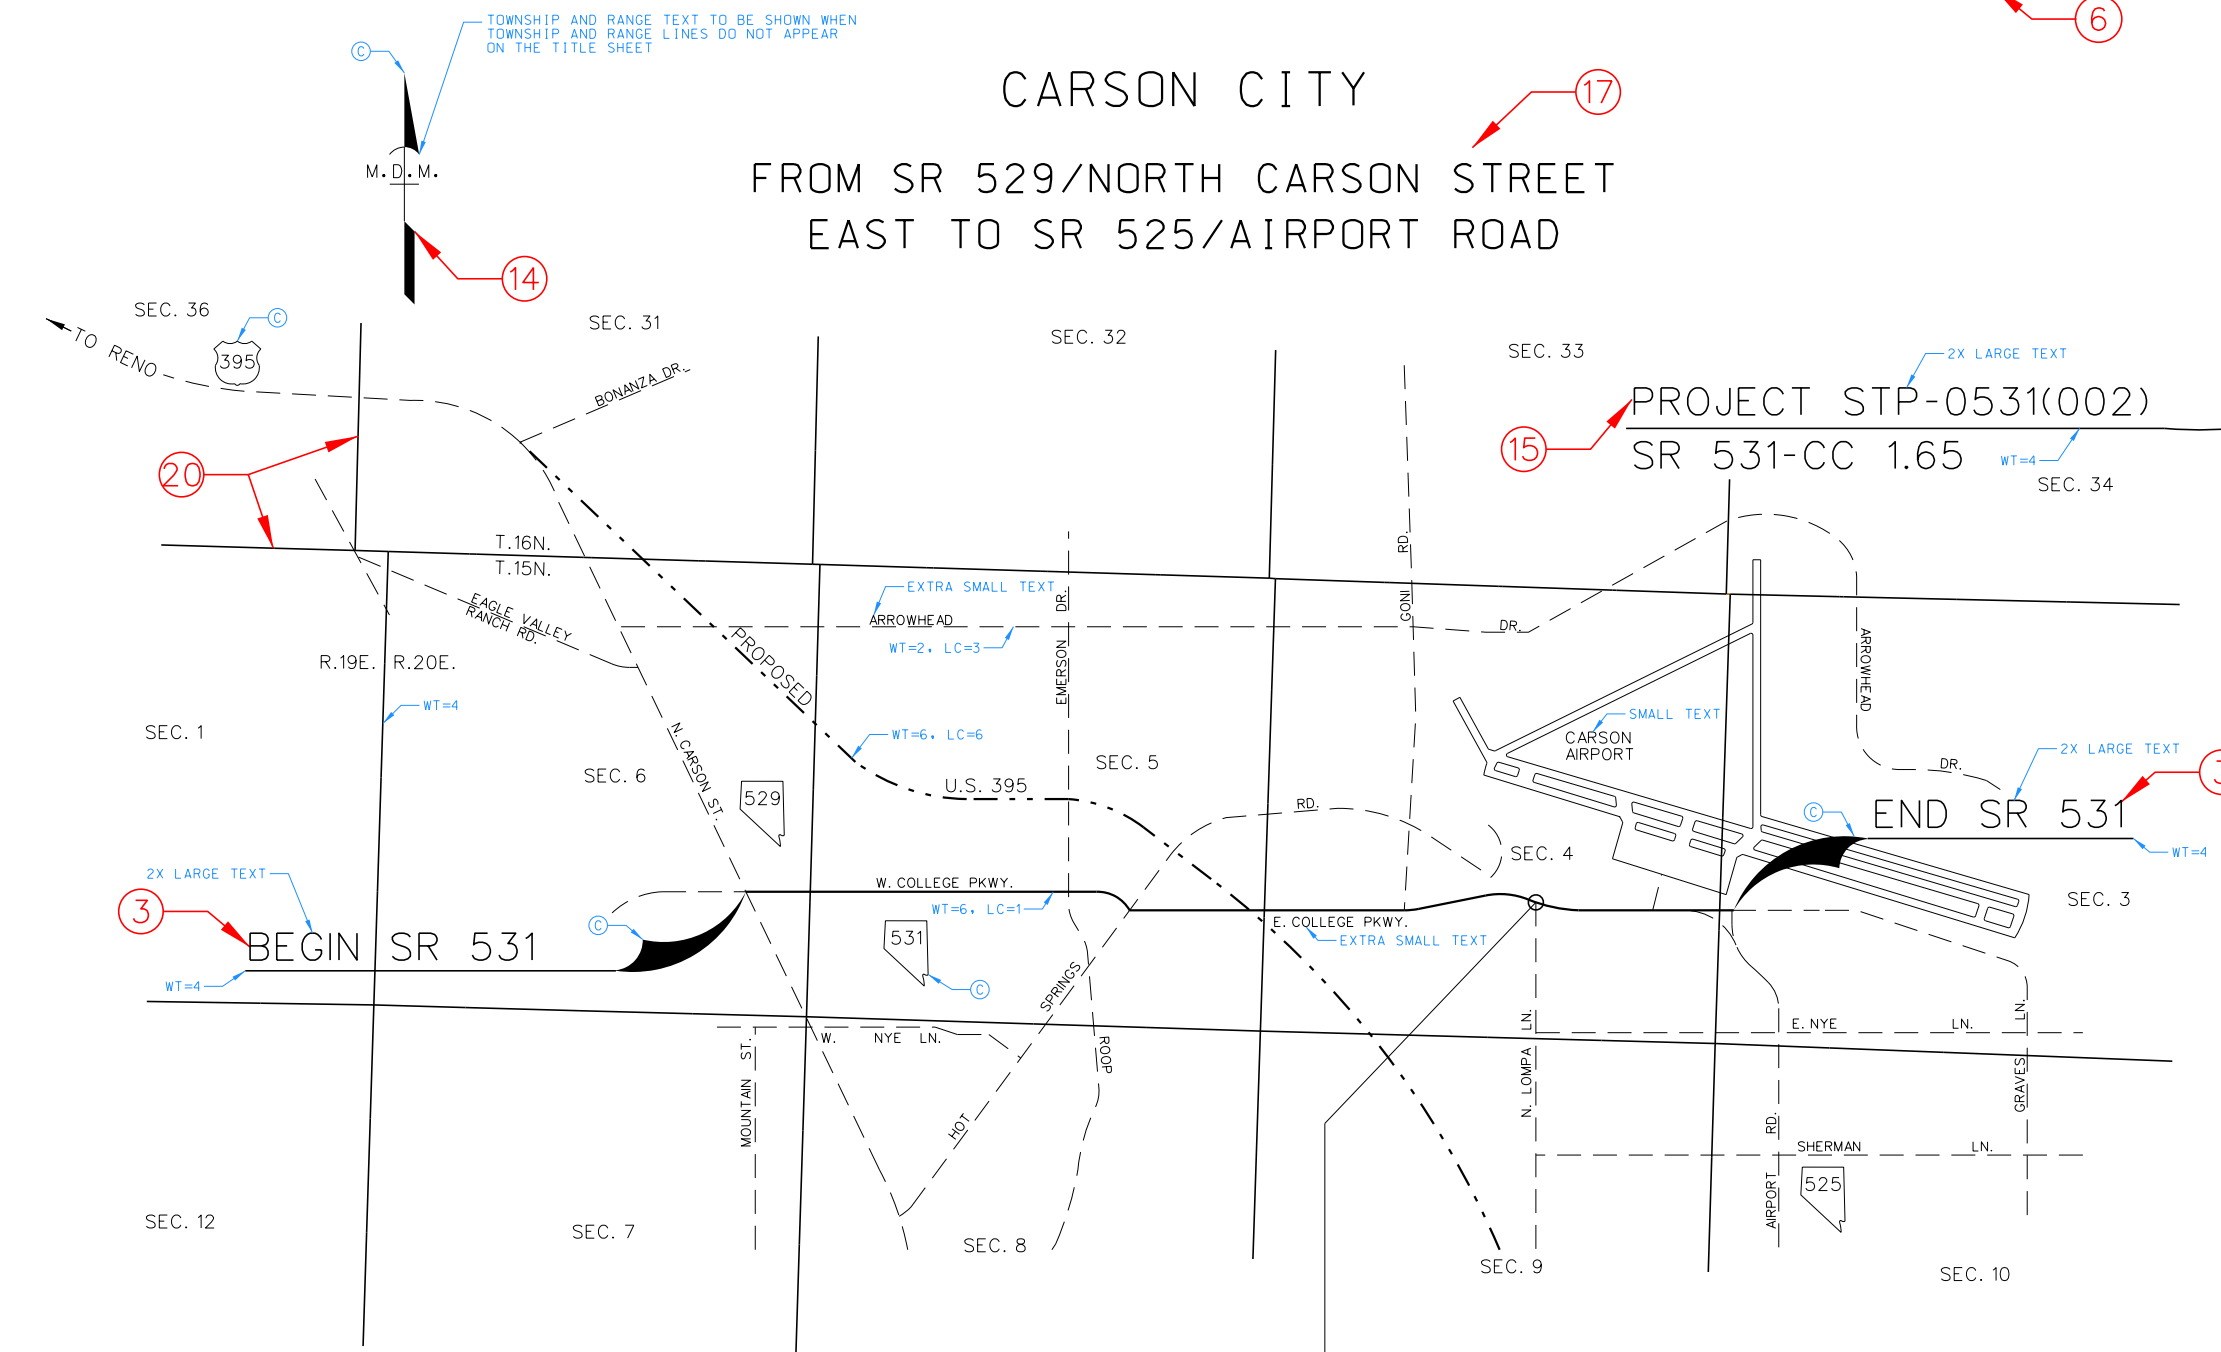 TOWNSHIP AND RANGE TEXT TO BE SHOWN WHEN
TOWNSHIP AND RANGE LINES DO NOT APPEAR
ON THE TITLE SHEET
6
C
CARSON CITY
17
M.D.M.
FROM SR 529/NORTH CARSON STREET
EAST TO SR 525/AIRPORT ROAD
14
SEC. 36
C
SEC. 31
SEC. 32
SEC. 33
TO RENO
395
BONANZA DR.
2X LARGE TEXT
PROJECT STP-0531(002)
15
SR 531-CC 1.65
WT=4
SEC. 34
20
T.16N.
T.15N.
GONI RD.
EXTRA SMALL TEXT
ARROWHEAD
DR.
WT=2, LC=3
EAGLE VALLEY
RANCH RD.
EMERSON DR.
PROPOSED
R.19E. R.20E.
ARROWHEAD
DR.
WT=4
SMALL TEXT
SEC. 1
N. CARSON ST.
WT=6, LC=6
CARSON
AIRPORT
2X LARGE TEXT
SEC. 6
SEC. 5
U.S. 395
529
RD.
C
END SR 531
SEC. 4
WT=4
2X LARGE TEXT
W. COLLEGE PKWY.
SEC. 3
3
WT=6, LC=1
E. COLLEGE PKWY.
C
531
EXTRA SMALL TEXT
BEGIN SR 531
WT=4
C
HOT SPRINGS
N. LOMPA LN.
E. NYE LN.
W. NYE LN.
ROOP
MOUNTAIN ST.
GRAVES LN.
AIRPORT RD.
SHERMAN LN.
525
SEC. 12
SEC. 7
SEC. 8
SEC. 9
SEC. 10